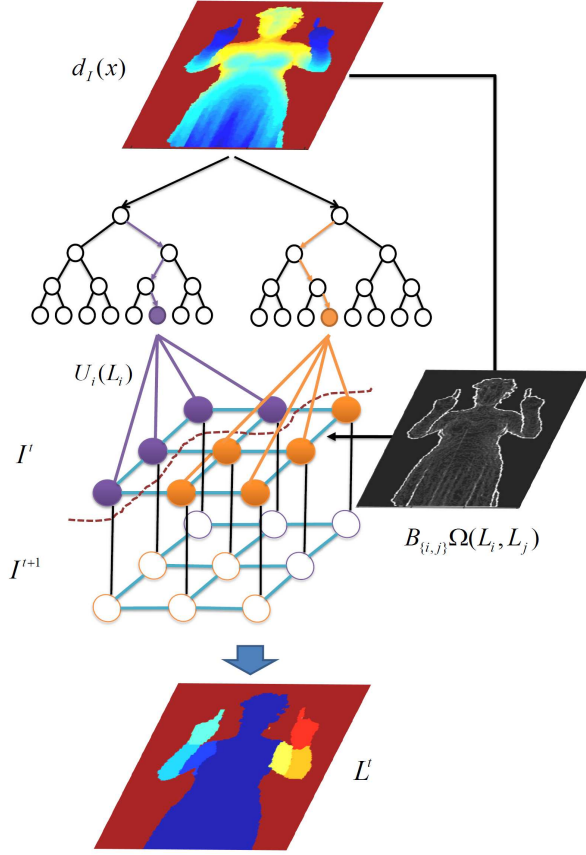 d_I(x)
U_i(L_i)
I^t
B_{i,j}Ω(L_i, L_j)
I^{t+1}
L^t